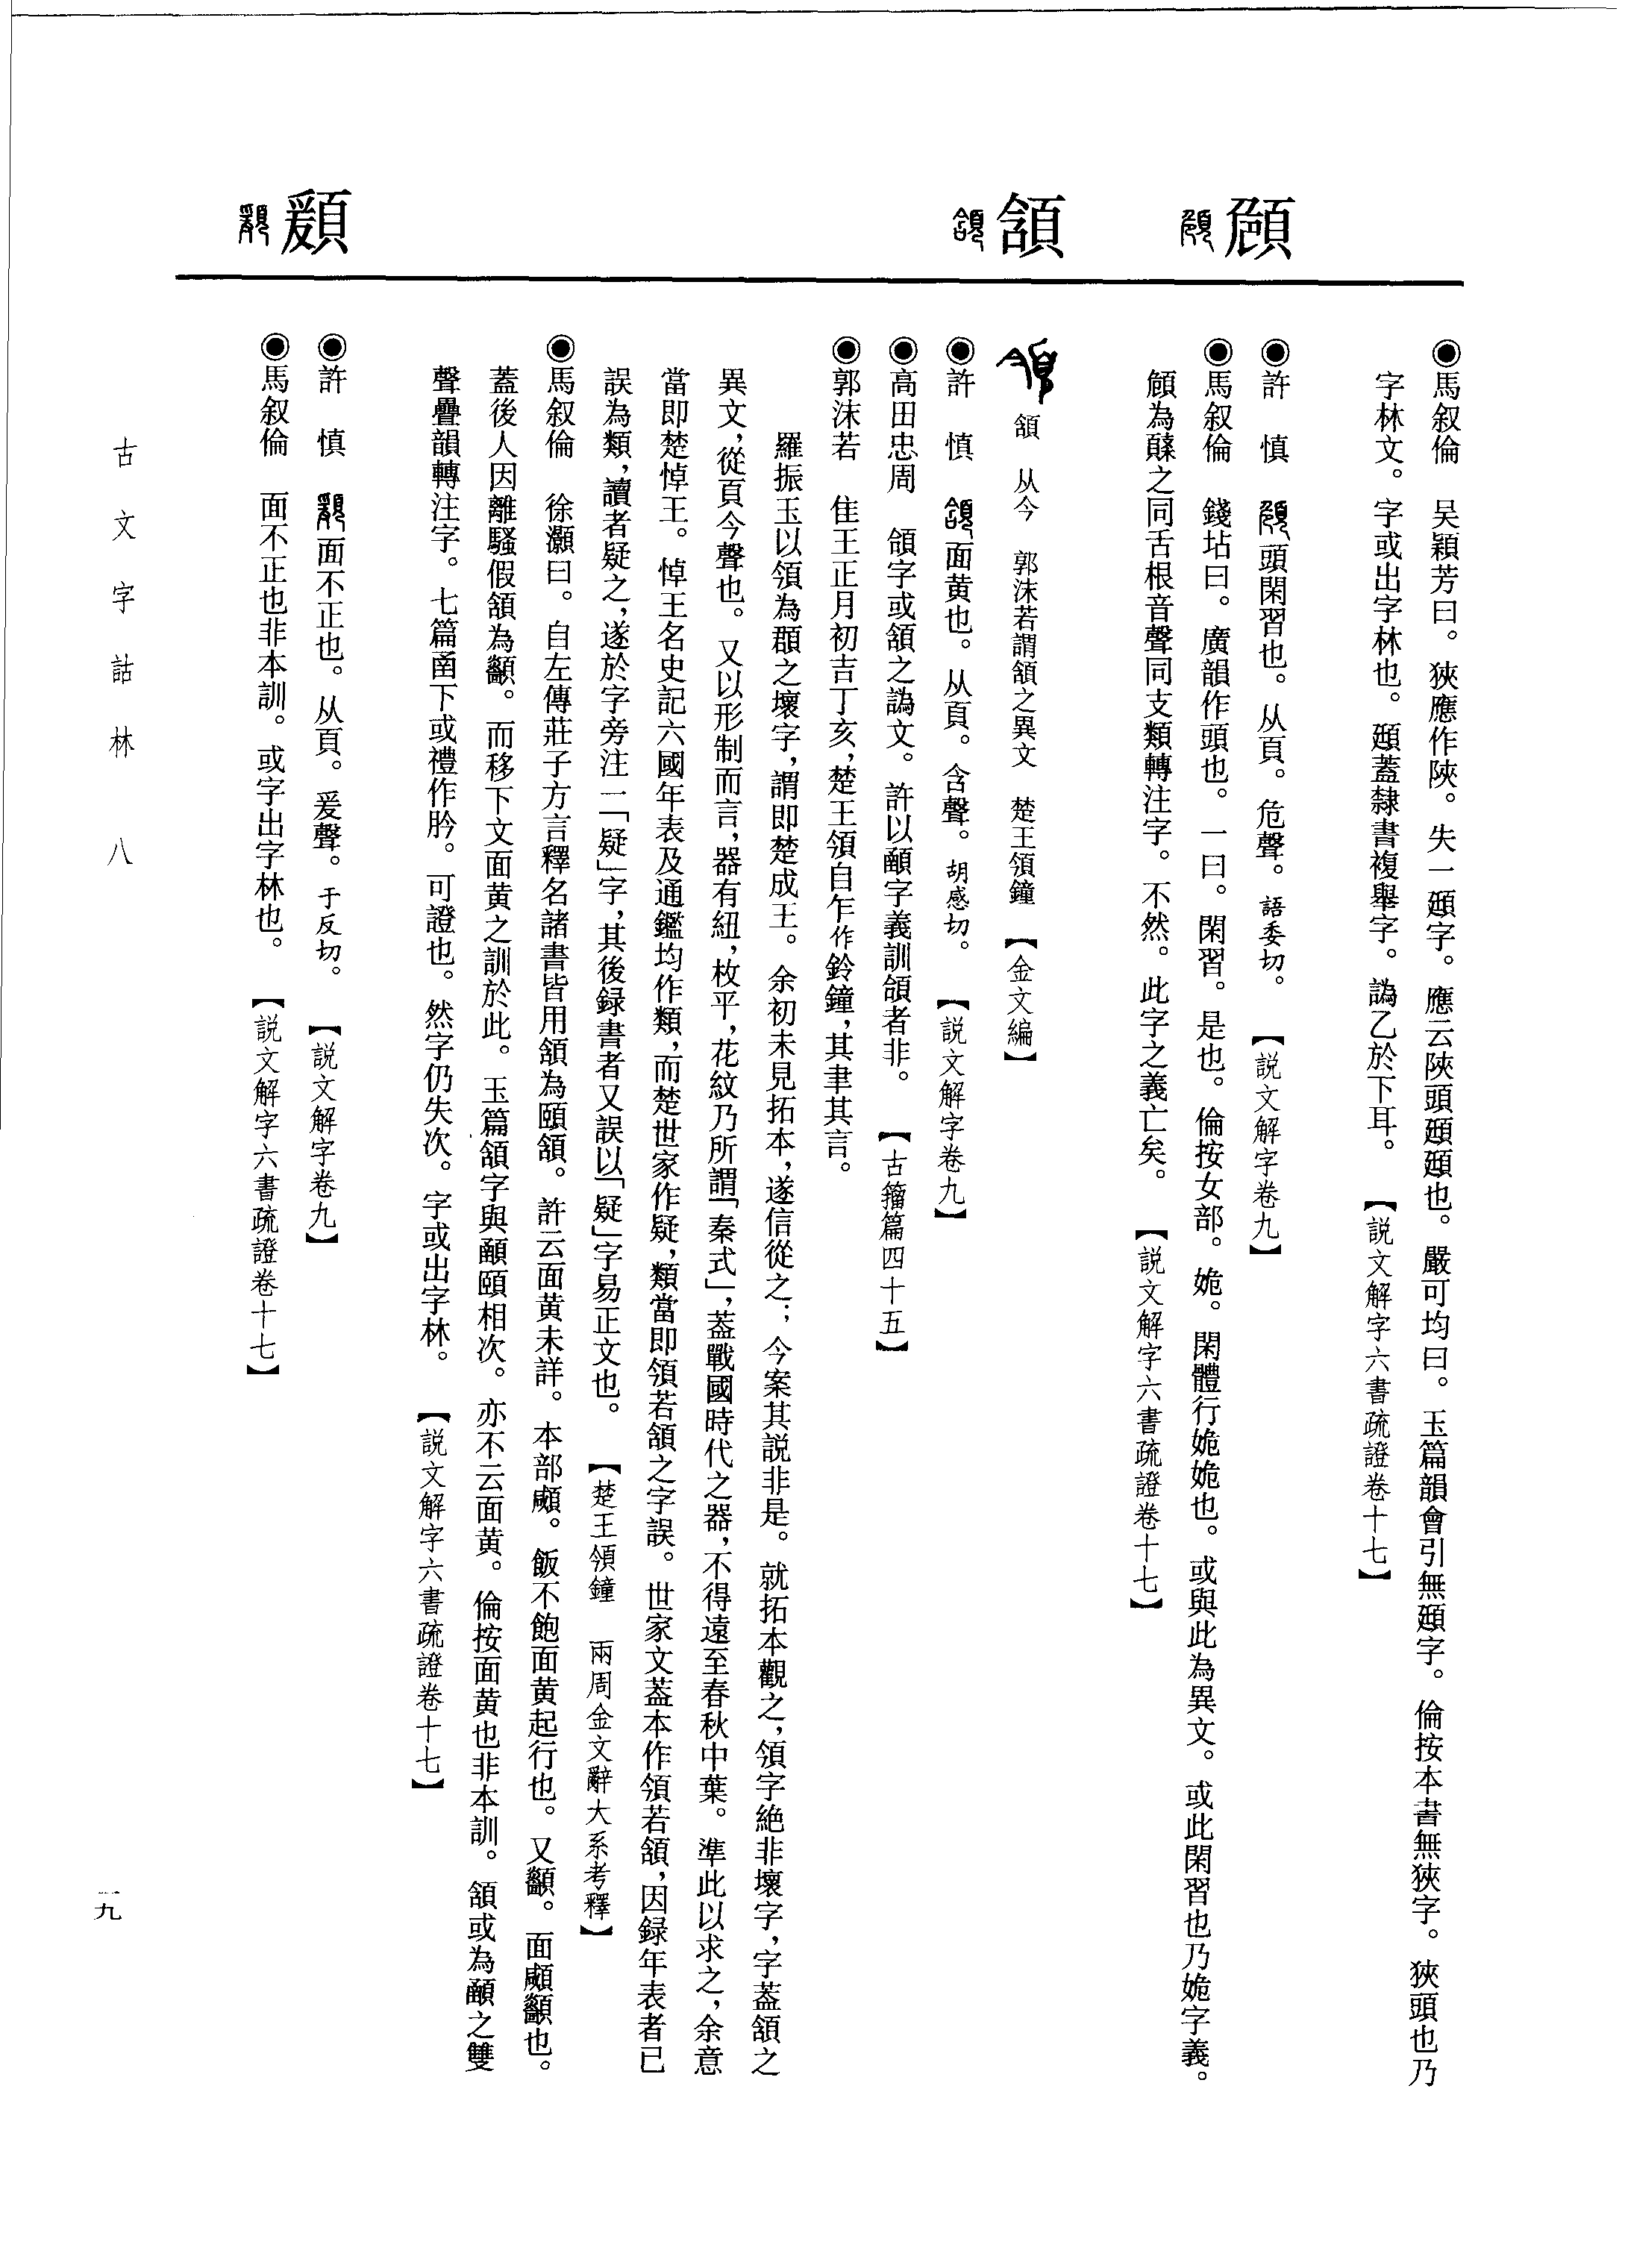 顩
頷
䫟
◉馬叙倫　吴穎芳曰。狹應作陝。失一頲字。應云陝頭頲頲也。嚴可均曰。玉篇韻會引無頲字。倫按本書無狹字。狹頭也乃
字林文。字或出字林也。頲蓋隸書複舉字。譌乙於下耳。　【説文解字六書疏證卷十七】
◉許　慎　頭閑習也。从頁。危聲。語委切。　【説文解字卷九】
◉馬叙倫　錢坫曰。廣韻作頭也。一曰。閑習。是也。倫按女部。姽。閑體行姽姽也。或與此為異文。或此閑習也乃姽字義。
頠為之同舌根音聲同支類轉注字。不然。此字之義亡矣。　【説文解字六書疏證卷十七】
頷　从今　郭沫若謂頷之異文　楚王領鐘　【金文編】
◉許　慎　面黄也。从頁。含聲。胡感切。　【説文解字卷九】
◉高田忠周　頜字或頷之譌文。許以顑字義訓頜者非。　【古籀篇四十五】
◉郭沫若　隹王正月初吉丁亥，楚王領自乍作鈴鐘，其聿其言。
羅振玉以領為頵之壞字，謂即楚成王。余初未見拓本，遂信從之；今案其説非是。就拓本觀之，領字絶非壞字，字蓋頷之
異文，從頁今聲也。又以形制而言，器有紐，枚平，花紋乃所謂「秦式」，蓋戰國時代之器，不得遠至春秋中葉。準此以求之，余意
當即楚悼王。悼王名史記六國年表及通鑑均作類，而楚世家作疑，類當即領若頷之字誤。世家文蓋本作領若頷，因録年表者已
誤為類，讀者疑之，遂於字旁注一「疑」字，其後録書者又誤以「疑」字易正文也。　【楚王領鐘　兩周金文辭大系考釋】
◉馬叙倫　徐灝曰。自左傳莊子方言釋名諸書皆用頷為頤頷。許云面黄未詳。本部顑。飯不飽面黄起行也。又顲。面顑顲也。
蓋後人因離騷假頷為顲。而移下文面黄之訓於此。玉篇頷字與顄頤相次。亦不云面黄。倫按面黄也非本訓。頷或為顄之雙
聲疊韻轉注字。七篇圅下或禮作肣。可證也。然字仍失次。字或出字林。　【説文解字六書疏證卷十七】
◉許　慎　面不正也。从頁。爰聲。于反切。　【説文解字卷九】
◉馬叙倫　面不正也非本訓。或字出字林也。　【説文解字六書疏證卷十七】
古文字詁林　八
一九